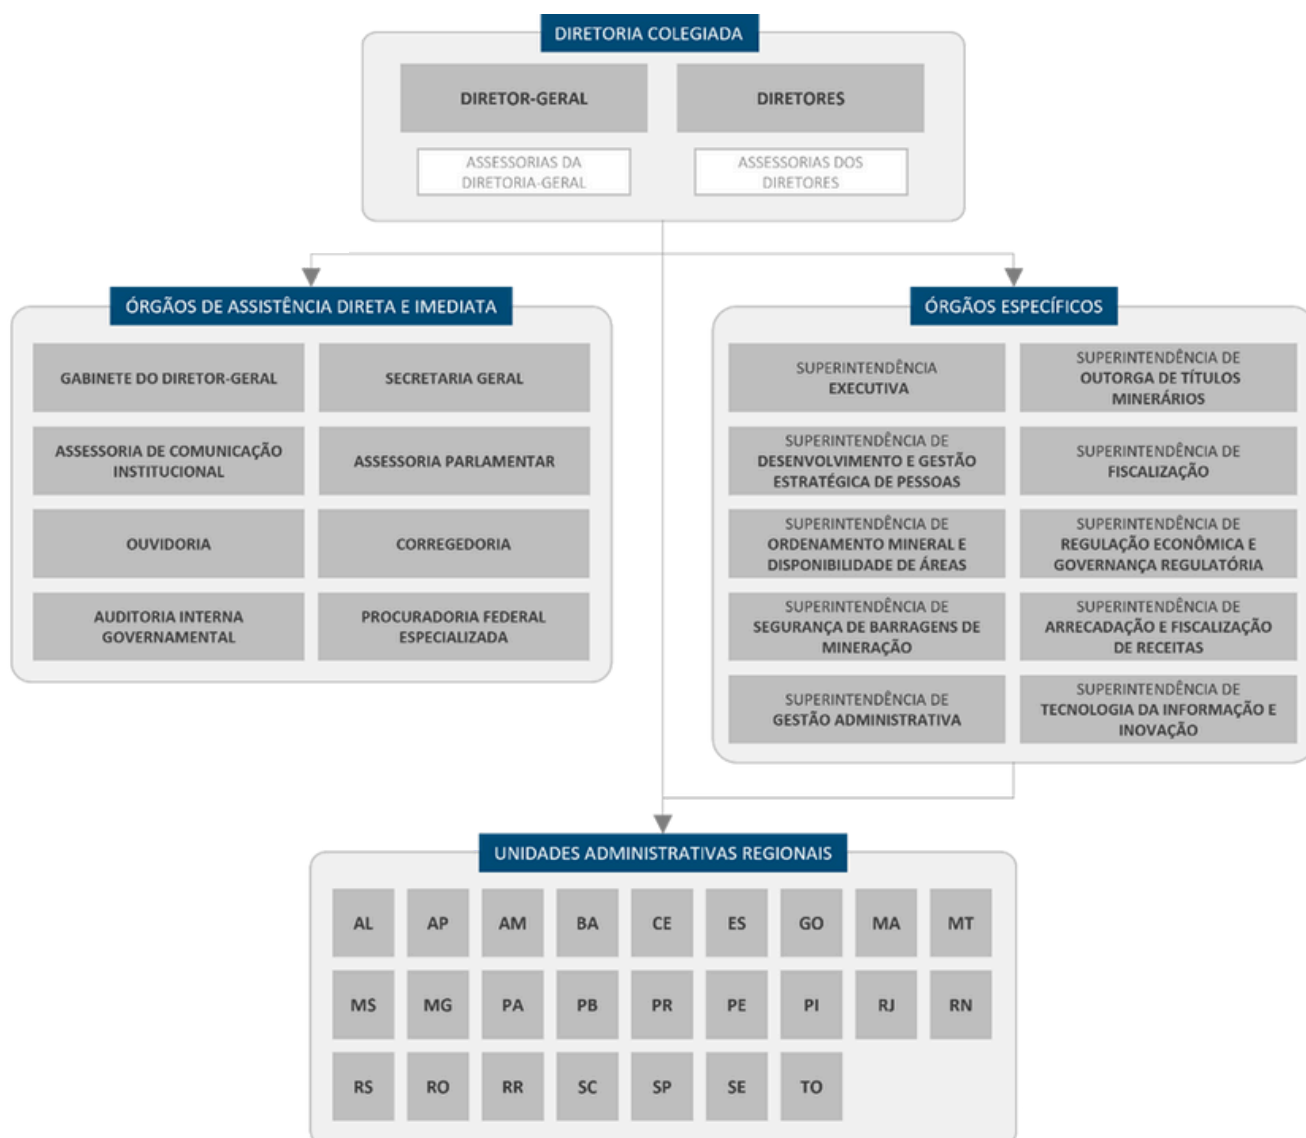 DIRETORIA COLEGIADA
DIRETOR-GERAL
DIRETORES
ASSESSORIAS DA
DIRETORIA-GERAL
ASSESSORIAS DOS
DIRETORES
ÓRGÃOS DE ASSISTÊNCIA DIRETA E IMEDIATA
GABINETE DO DIRETOR-GERAL
SECRETARIA GERAL
ASSESSORIA DE COMUNICAÇÃO
INSTITUCIONAL
ASSESSORIA PARLAMENTAR
OUVIDORIA
CORREGEDORIA
AUDITORIA INTERNA
GOVERNAMENTAL
PROCURADORIA FEDERAL
ESPECIALIZADA
ÓRGÃOS ESPECÍFICOS
SUPERINTENDÊNCIA
EXECUTIVA
SUPERINTENDÊNCIA DE
OUTORGA DE TÍTULOS
MINERÁRIOS
SUPERINTENDÊNCIA DE
DESENVOLVIMENTO E GESTÃO
ESTRATÉGICA DE PESSOAS
SUPERINTENDÊNCIA DE
FISCALIZAÇÃO
SUPERINTENDÊNCIA DE
ORDENAMENTO MINERAL E
DISPONIBILIDADE DE ÁREAS
SUPERINTENDÊNCIA DE
REGULAÇÃO ECONÔMICA E
GOVERNANÇA REGULATÓRIA
SUPERINTENDÊNCIA DE
SEGURANÇA DE BARRAGENS DE
MINERAÇÃO
SUPERINTENDÊNCIA DE
ARRECADAÇÃO E FISCALIZAÇÃO
DE RECEITAS
SUPERINTENDÊNCIA DE
GESTÃO ADMINISTRATIVA
SUPERINTENDÊNCIA DE
TECNOLOGIA DA INFORMAÇÃO E
INOVAÇÃO
UNIDADES ADMINISTRATIVAS REGIONAIS
AL AP AM BA CE ES GO MA MT
MS MG PA PB PR PE PI RJ RN
RS RO RR SC SP SE TO